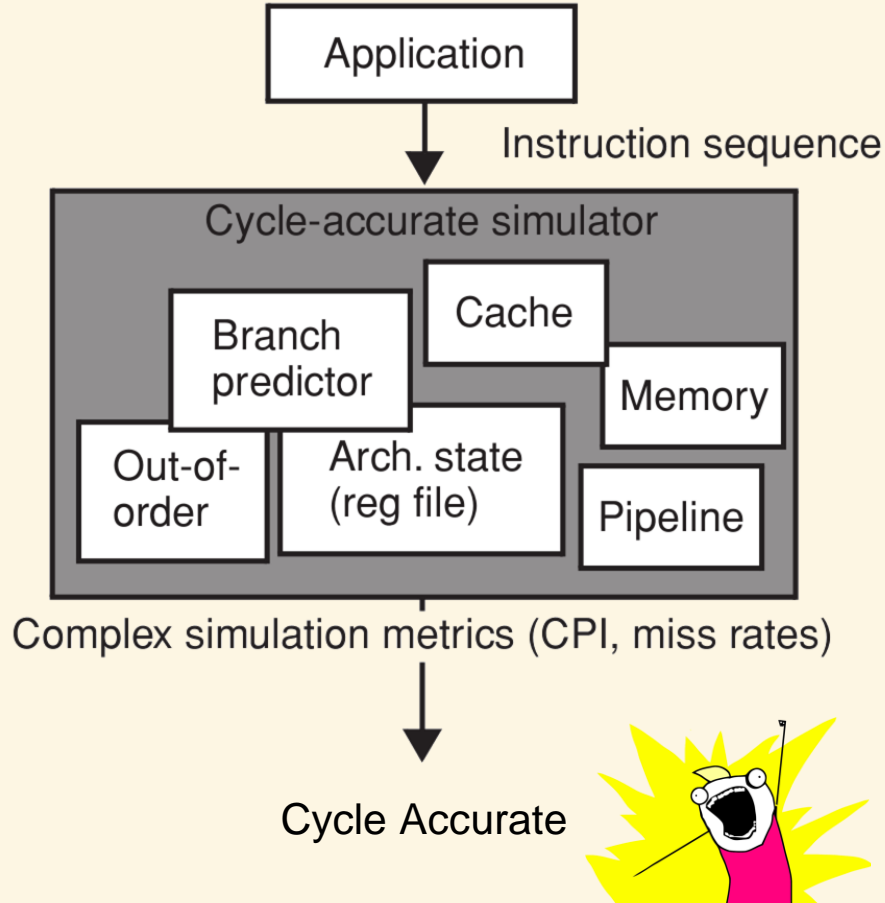 Application
Instruction sequence
Cycle-accurate simulator
Cache
Branch
predictor
Memory
Out-of-
order
Arch. state
(reg file)
Pipeline
Complex simulation metrics (CPI, miss rates)
Cycle Accurate